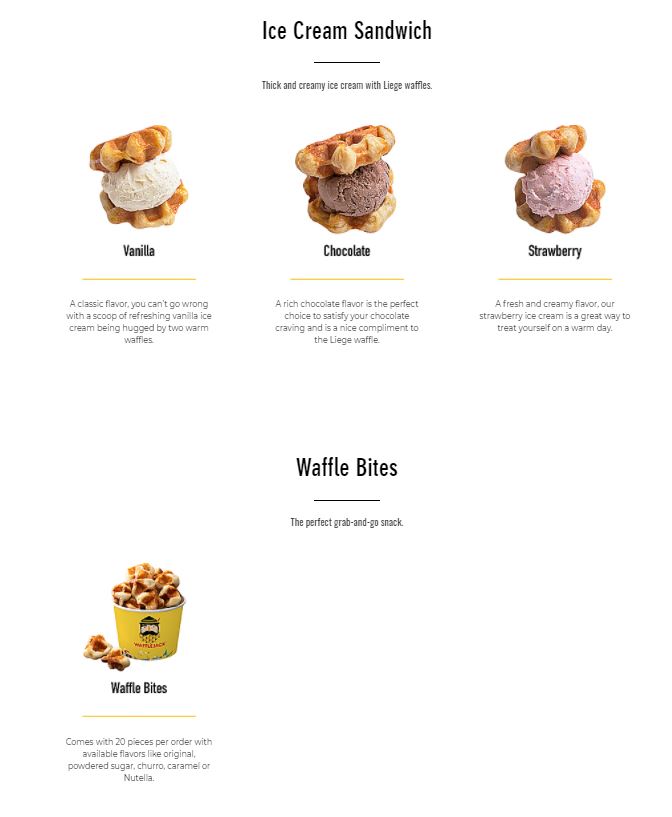 Ice Cream Sandwich
Thick and creamy ice cream with Liege waffles.
Vanilla
A classic flavor, you can't go wrong
with a scoop of refreshing vanilla ice
cream being hugged by two warm
waffles.
Chocolate
A rich chocolate flavor is the perfect
choice to satisfy your chocolate
craving and is a nice compliment to
the Liege waffle.
Strawberry
A fresh and creamy flavor, our
strawberry ice cream is a great way to
treat yourself on a warm day.
Waffle Bites
The perfect grab-and-go snack.
WAFFLEJACK
Waffle Bites
Comes with 20 pieces per order with
available flavors like original,
powdered sugar, churro, caramel or
Nutella.